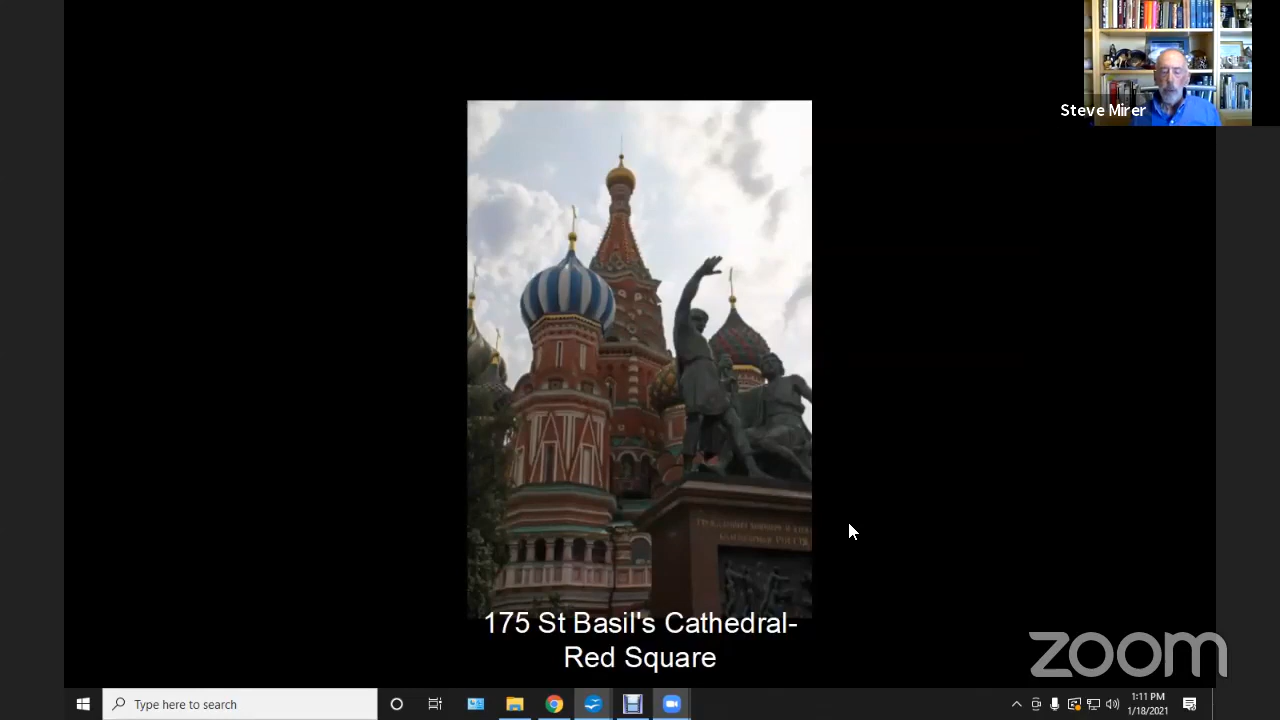 Steve Mirer
175 St Basil's Cathedral-
Red Square
zoom
Type here to search
1:11 PM
1/18/2021